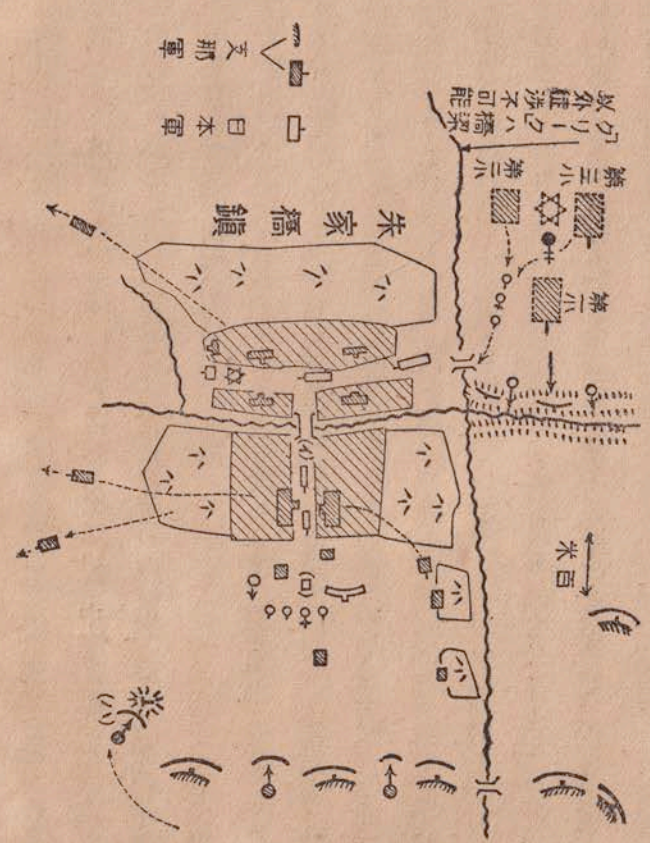 「クリーク」ハ橋梁
以外徒渉不可能
第三小
第二小
第一小
百米
朱家橋鎭
(イ)
(ロ)
(ハ)
支那軍
日本軍